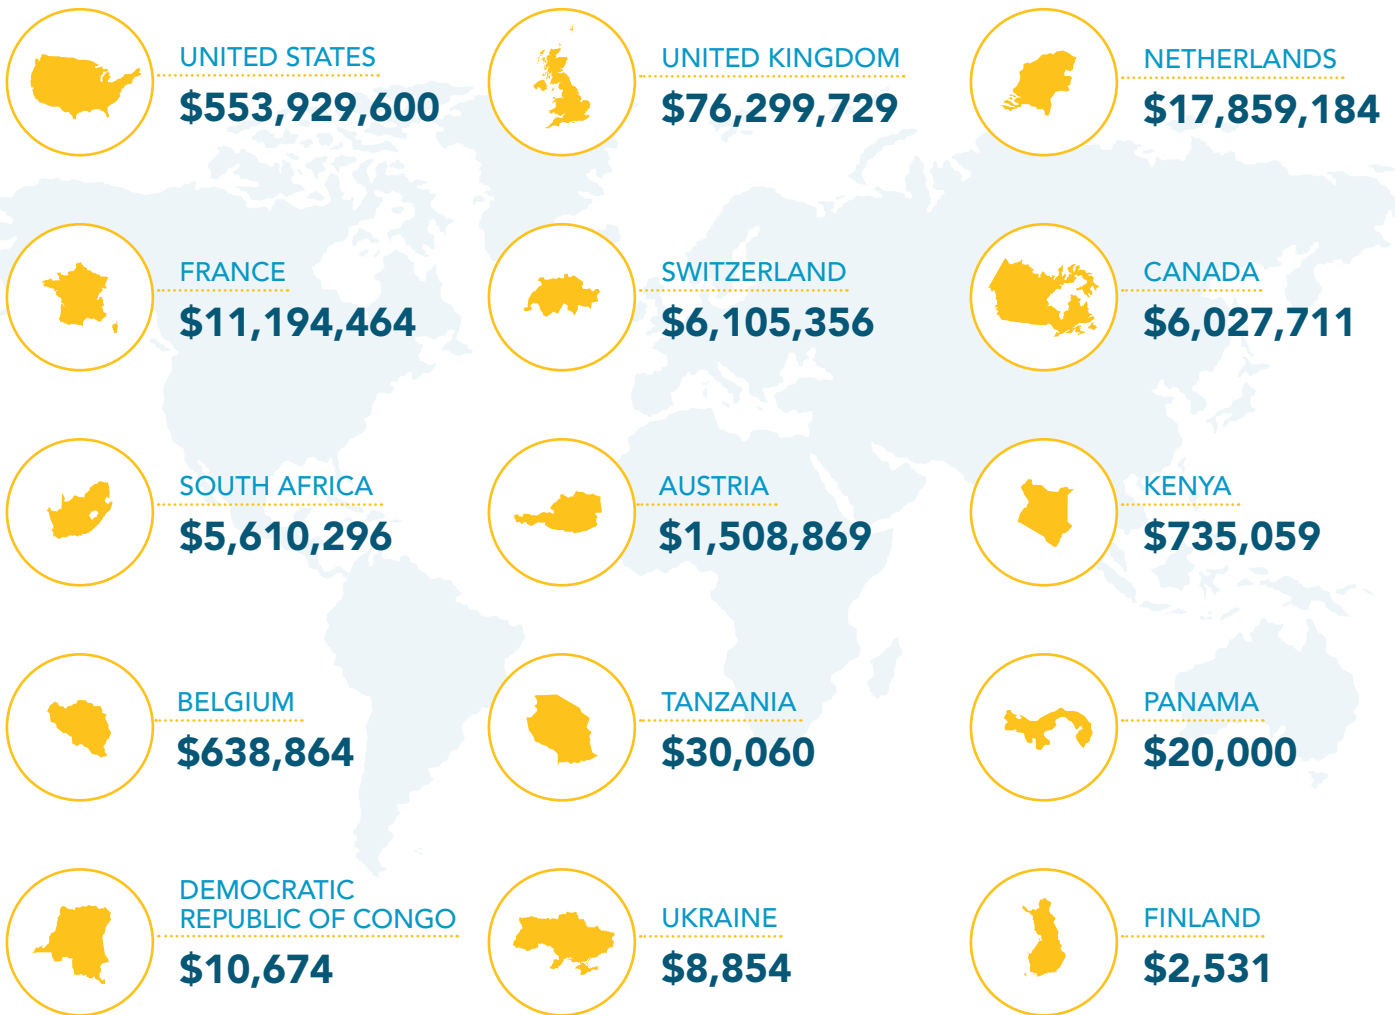 UNITED STATES
$553,929,600
UNITED KINGDOM
$76,299,729
NETHERLANDS
$17,859,184
FRANCE
$11,194,464
SWITZERLAND
$6,105,356
CANADA
$6,027,711
SOUTH AFRICA
$5,610,296
AUSTRIA
$1,508,869
KENYA
$735,059
BELGIUM
$638,864
TANZANIA
$30,060
PANAMA
$20,000
DEMOCRATIC
REPUBLIC OF CONGO
$10,674
UKRAINE
$8,854
FINLAND
$2,531